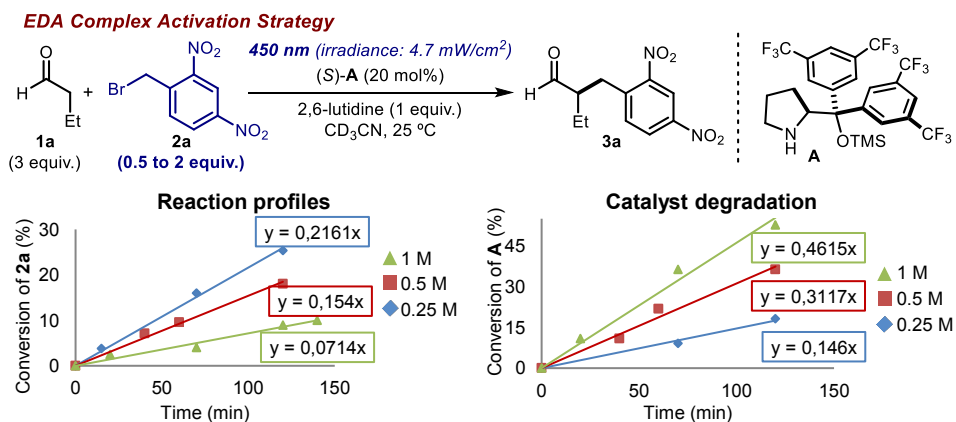 EDA Complex Activation Strategy
O
H
Et
1a
(3 equiv.)
+
Br
NO₂
NO₂
2a
(0.5 to 2 equiv.)
450 nm (irradiance: 4.7 mW/cm²)
(S)-A (20 mol%)
2,6-lutidine (1 equiv.)
CD₃CN, 25 ºC
O
H
Et
NO₂
NO₂
3a
F₃C
CF₃
CF₃
CF₃
N
H
OTMS
A
Reaction profiles
Conversion of 2a (%)
30
20
10
0
0
50
100
150
Time (min)
y = 0,2161x
y = 0,154x
y = 0,0714x
1 M
0.5 M
0.25 M
Catalyst degradation
Conversion of A (%)
45
30
15
0
0
50
100
150
Time (min)
y = 0,4615x
y = 0,3117x
y = 0,146x
1 M
0.5 M
0.25 M